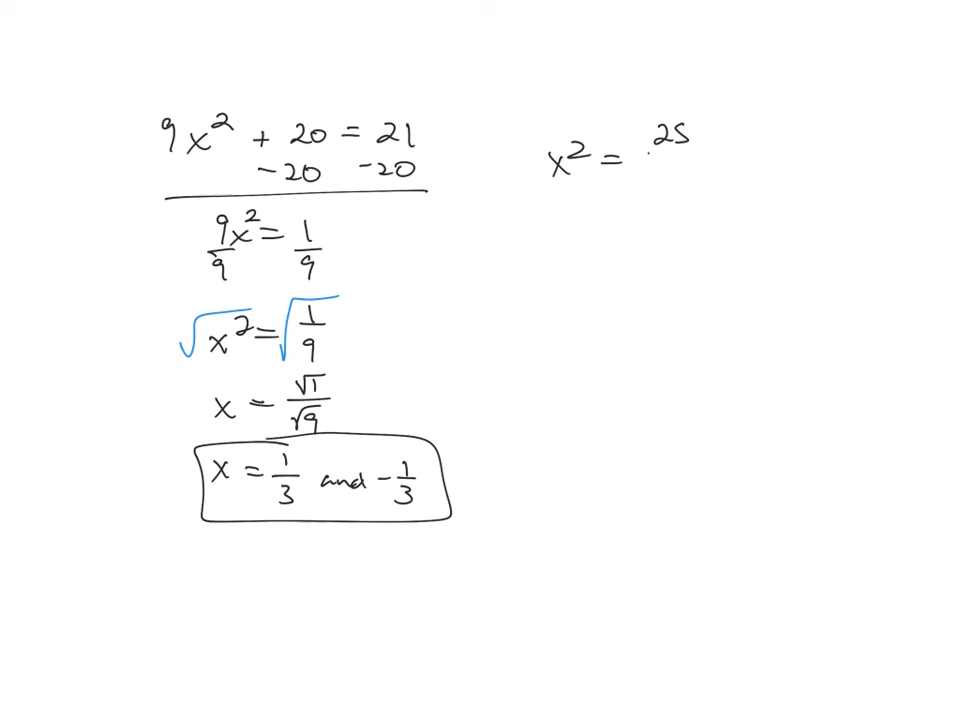 9x² + 20 = 21
-20 -20
9x²/9 = 1/9
√x² = √(1/9)
x = √1/√9
x = 1/3 and -1/3
x² = 25